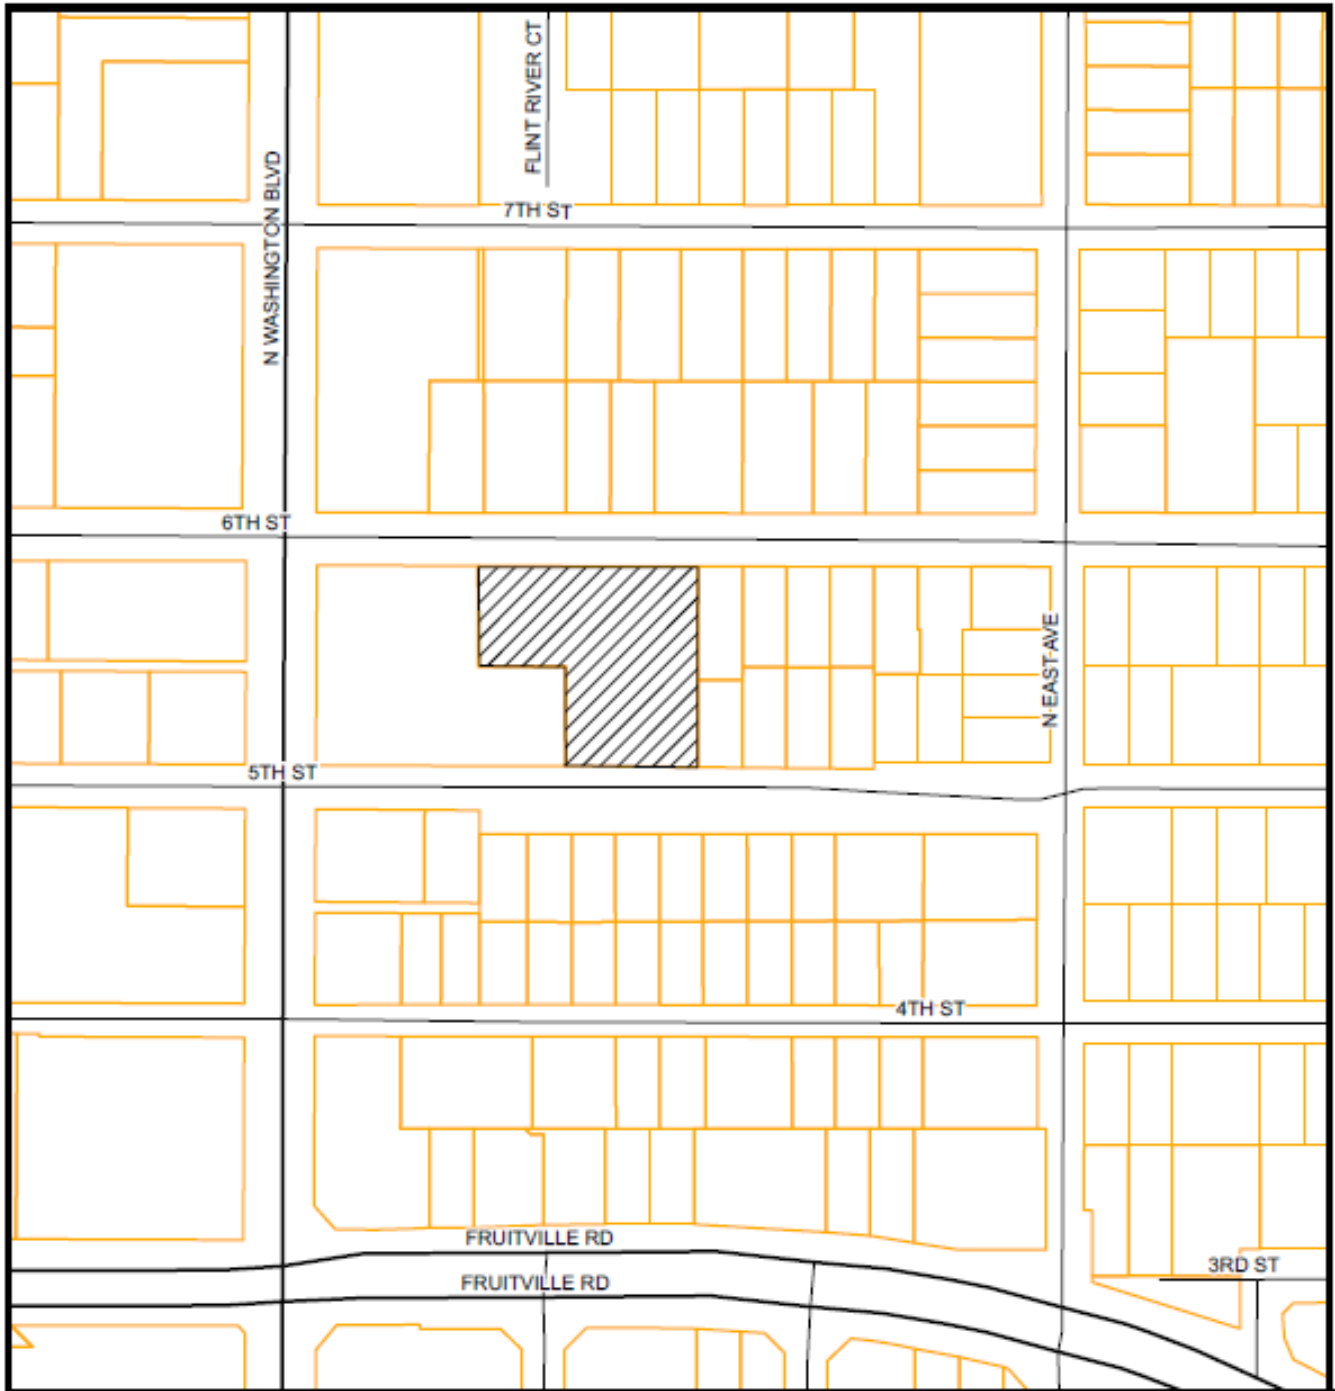 FLINT RIVER CT
N WASHINGTON BLVD
7TH ST
6TH ST
N EAST AVE
5TH ST
4TH ST
FRUITVILLE RD
3RD ST
FRUITVILLE RD